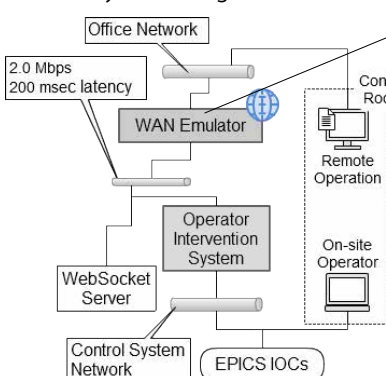 Office Network
2.0 Mbps
200 msec latency
WAN Emulator
Remote
Operation
Operator
Intervention
System
On-site
Operator
WebSocket
Server
Control System
Network
EPICS IOCs